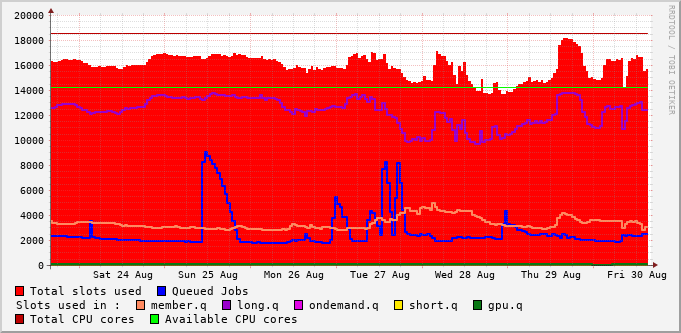 20000
18000
16000
14000
12000
10000
8000
6000
4000
2000
0
Sat 24 Aug Sun 25 Aug Mon 26 Aug Tue 27 Aug Wed 28 Aug Thu 29 Aug Fri 30 Aug
Total slots used Queued Jobs
Slots used in : member.q long.q ondemand.q short.q gpu.q
Total CPU cores Available CPU cores
RRDTOOL / TOBI OETIKER